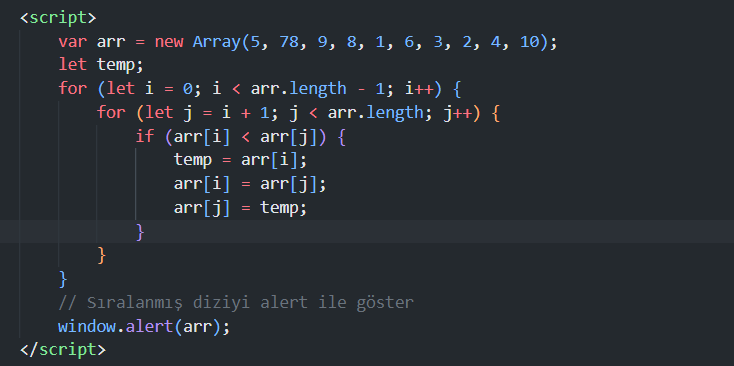 <script>
var arr = new Array(5, 78, 9, 8, 1, 6, 3, 2, 4, 10);
let temp;
for (let i = 0; i < arr.length - 1; i++) {
for (let j = i + 1; j < arr.length; j++) {
if (arr[i] < arr[j]) {
temp = arr[i];
arr[i] = arr[j];
arr[j] = temp;
}
}
}
// Sıralanmış diziyi alert ile göster
window.alert(arr);
</script>